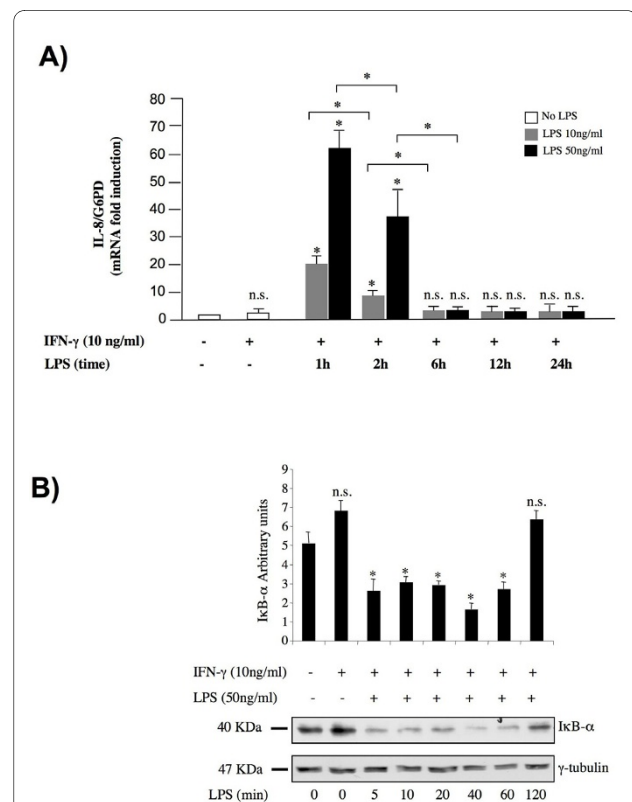 A)
* * * *
80
70
60
50
40
30
20
10
0
IL-8/G6PD
(mRNA fold induction)
No LPS
LPS 10ng/ml
LPS 50ng/ml
n.s. * * * * n.s. n.s. n.s. n.s. n.s. n.s.
IFN-γ (10 ng/ml) - + + + + + +
LPS (time) - - 1h 2h 6h 12h 24h
B)
9
8
7
6
5
4
3
2
1
0
IκB-α Arbitrary units
n.s. * * * * * n.s.
IFN-γ (10ng/ml) - + + + + + + +
LPS (50ng/ml) - - + + + + + +
40 KDa IκB-α
47 KDa γ-tubulin
LPS (min) 0 0 5 10 20 40 60 120